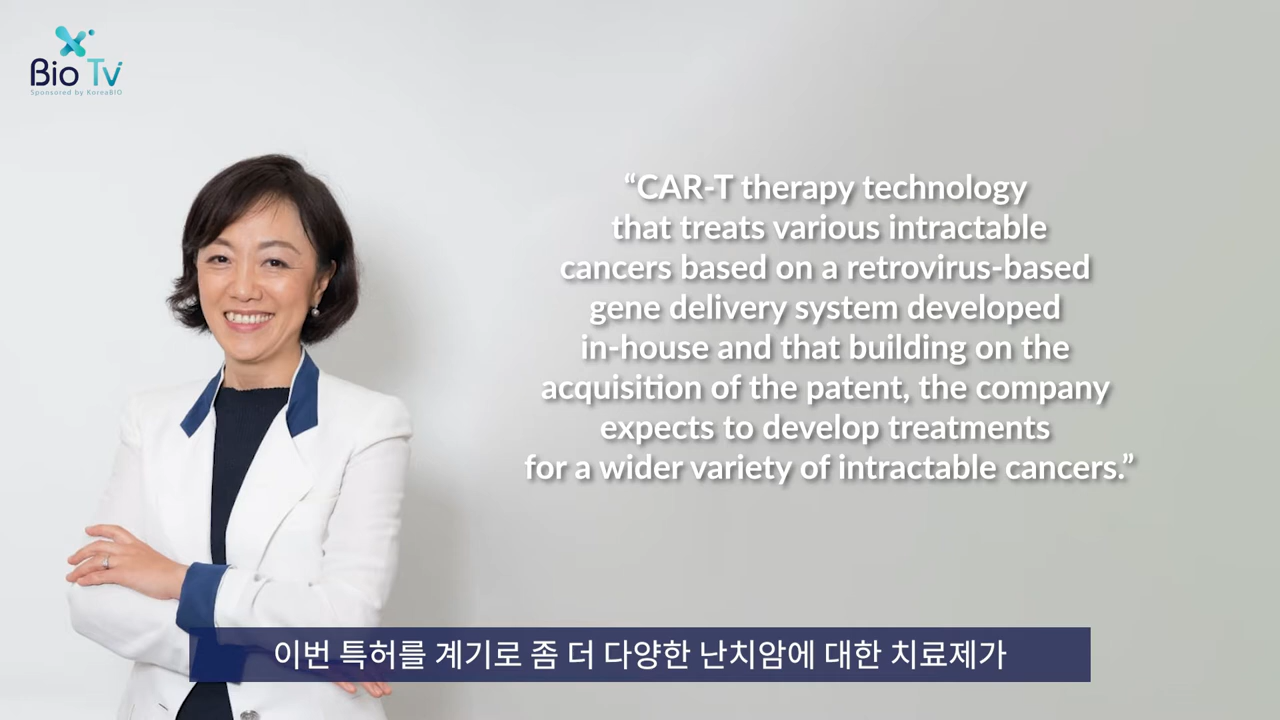 Bio Tv
Sponsored by KoreaBIO
“CAR-T therapy technology
that treats various intractable
cancers based on a retrovirus-based
gene delivery system developed
in-house and that building on the
acquisition of the patent, the company
expects to develop treatments
for a wider variety of intractable cancers.”
이번 특허를 계기로 좀 더 다양한 난치암에 대한 치료제가